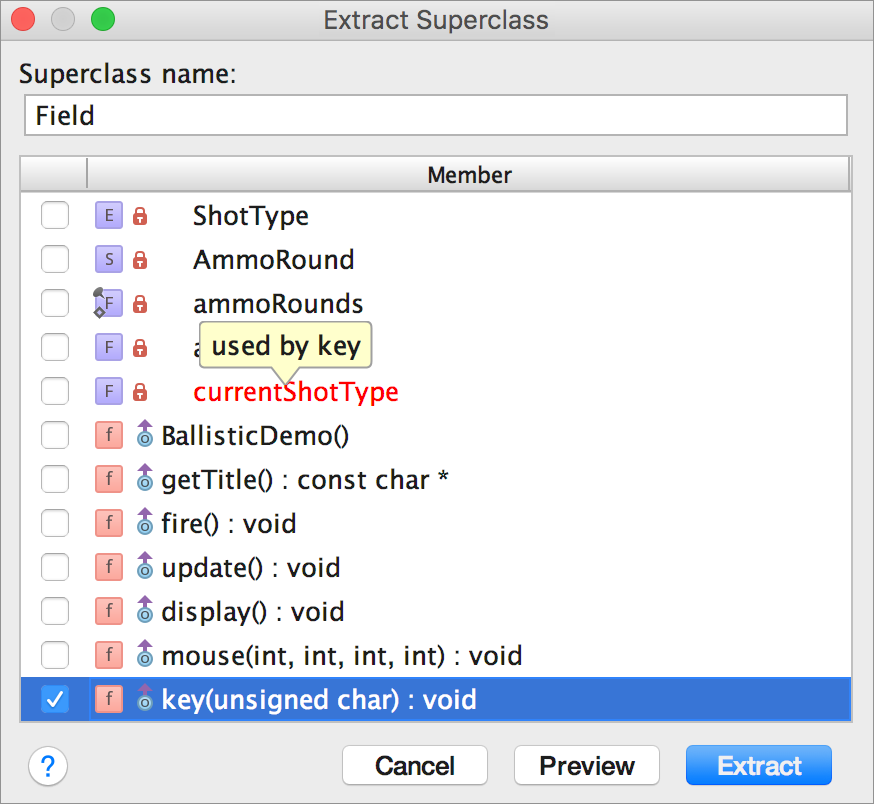 Extract Superclass
Superclass name:
Field
Member
E ShotType
S AmmoRound
F ammoRounds
used by key
F
F currentShotType
f BallisticDemo()
f getTitle() : const char *
f fire() : void
f update() : void
f display() : void
f mouse(int, int, int, int) : void
f key(unsigned char) : void
? Cancel Preview Extract